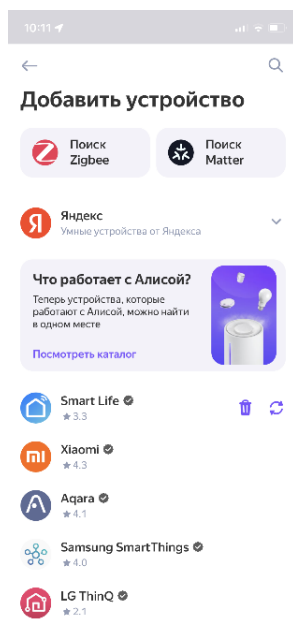 10:11
Добавить устройство
Поиск
Zigbee
Поиск
Matter
Я
Яндекс
Умные устройства от Яндекса
Что работает с Алисой?
Теперь устройства, которые
работают с Алисой, можно найти
в одном месте
Посмотреть каталог
Smart Life
3.3
mi
Xiaomi
4.3
Aqara
4.1
Samsung SmartThings
4.0
LG ThinQ
2.1